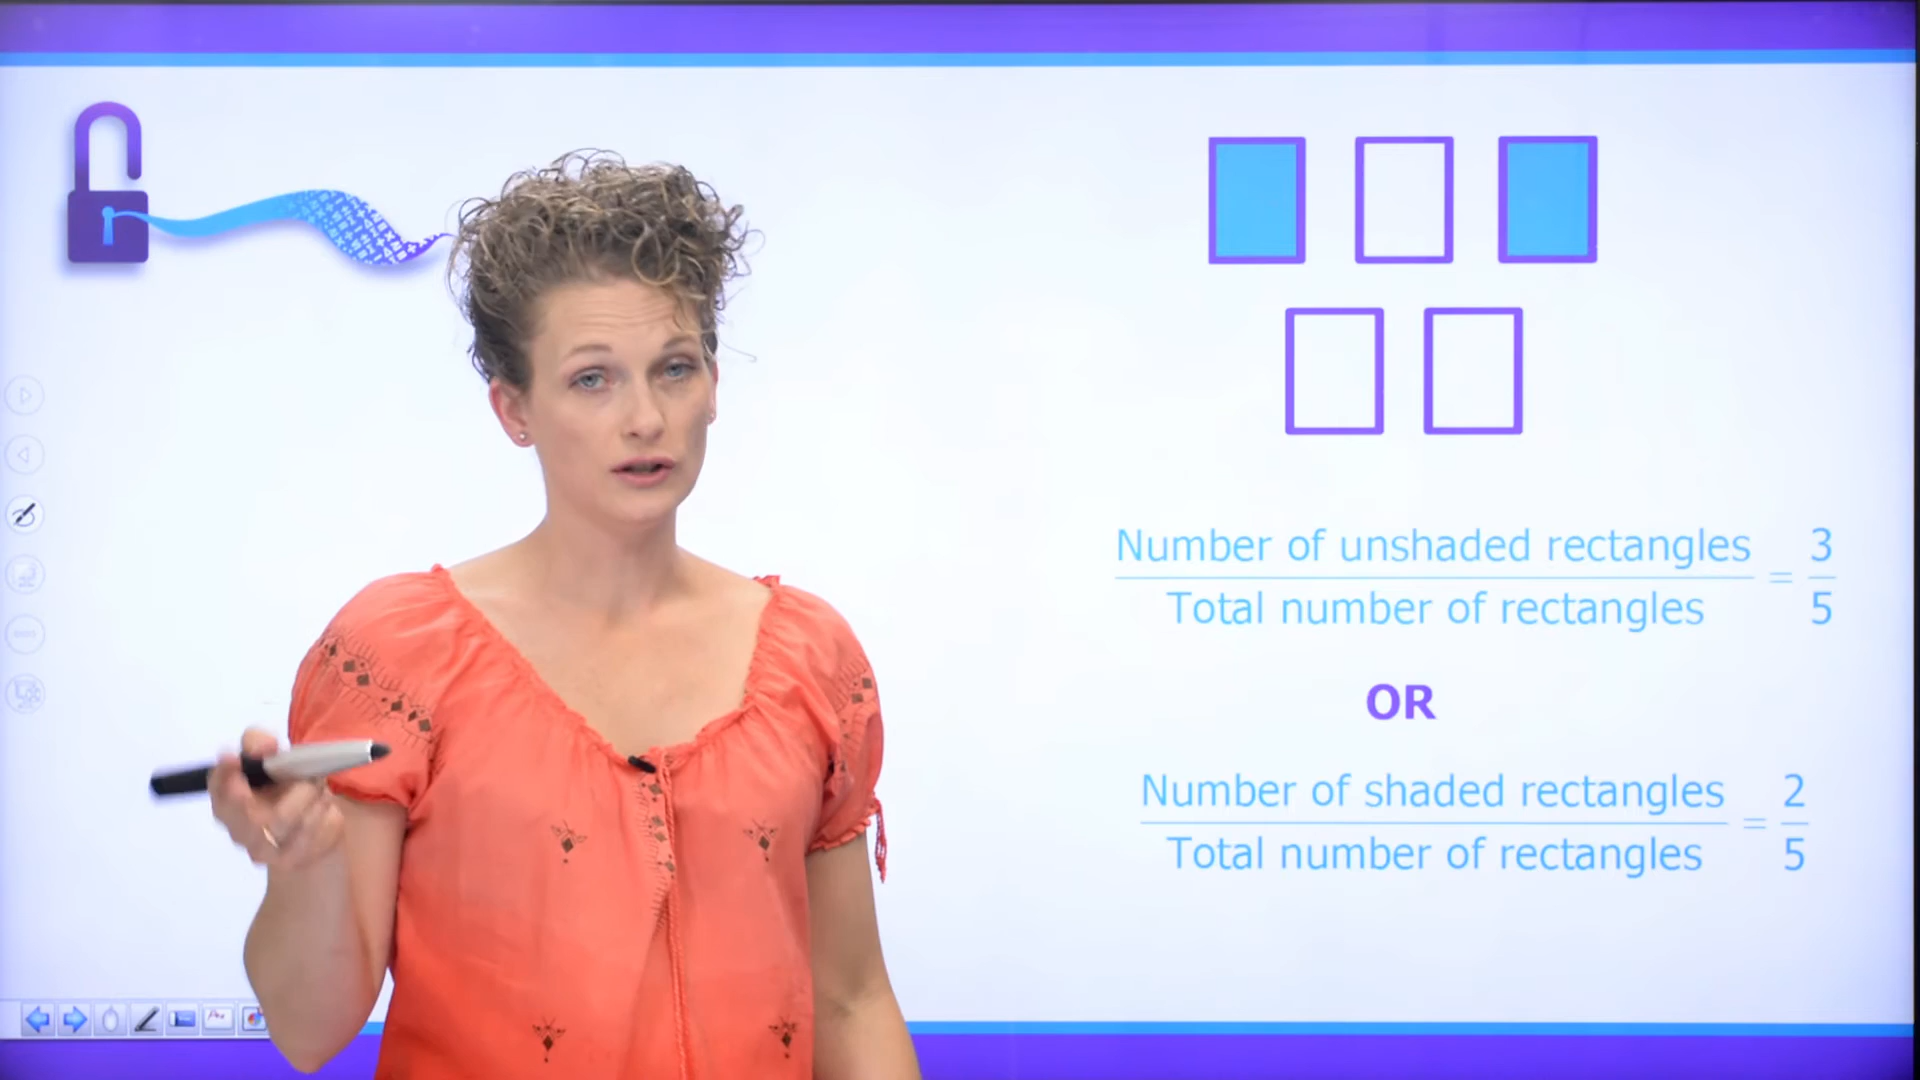 Number of unshaded rectangles
Total number of rectangles
= 3/5
OR
Number of shaded rectangles
Total number of rectangles
= 2/5